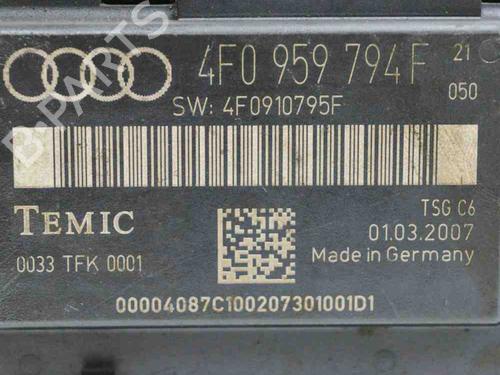 4F0 959 794 F 21
050
SW: 4F0910795F
TEMIC
TSG C6
01.03.2007
0033 TFK 0001
Made in Germany
00004087C100207301001D1
B-PARTS